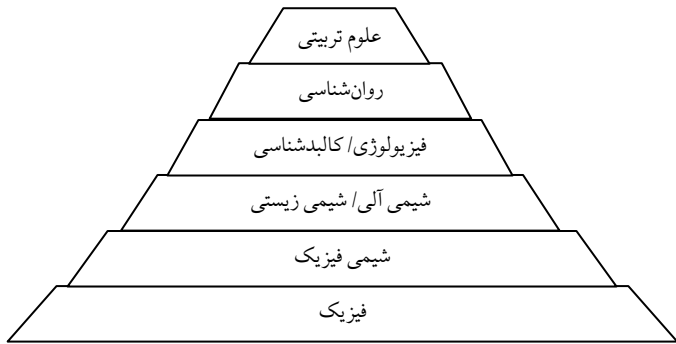 علوم تربیتی
روان‌شناسی
فیزیولوژی/ کالبدشناسی
شیمی آلی/ شیمی زیستی
شیمی فیزیک
فیزیک